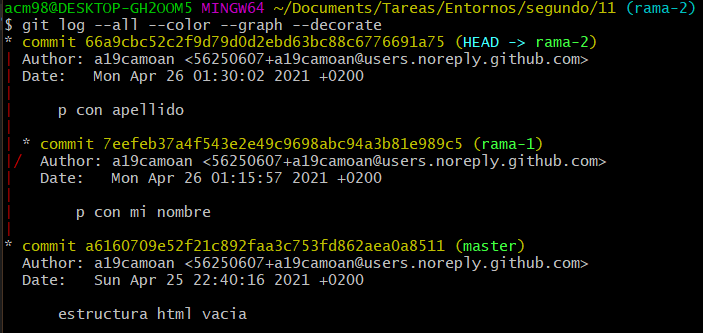 acm98@DESKTOP-GH2OOM5 MINGW64 ~/Documents/Tareas/Entornos/segundo/11 (rama-2)
$ git log --all --color --graph --decorate
* commit 66a9cbc52c2f9d79d0d2ebd63bc88c6776691a75 (HEAD -> rama-2)
| Author: a19camoan <56250607+a19camoan@users.noreply.github.com>
| Date:   Mon Apr 26 01:30:02 2021 +0200
|
|     p con apellido
|
| * commit 7eefeb37a4f543e2e49c9698abc94a3b81e989c5 (rama-1)
|/  Author: a19camoan <56250607+a19camoan@users.noreply.github.com>
|   Date:   Mon Apr 26 01:15:57 2021 +0200
|
|       p con mi nombre
|
* commit a6160709e52f21c892faa3c753fd862aea0a8511 (master)
  Author: a19camoan <56250607+a19camoan@users.noreply.github.com>
  Date:   Sun Apr 25 22:40:16 2021 +0200

      estructura html vacia